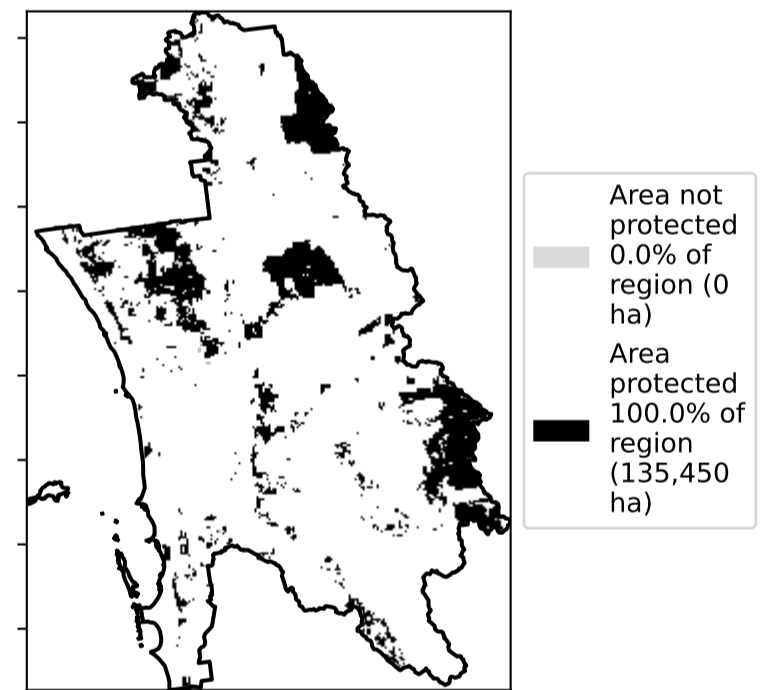 Area not
protected
0.0% of
region (0
ha)
Area
protected
100.0% of
region
(135,450
ha)